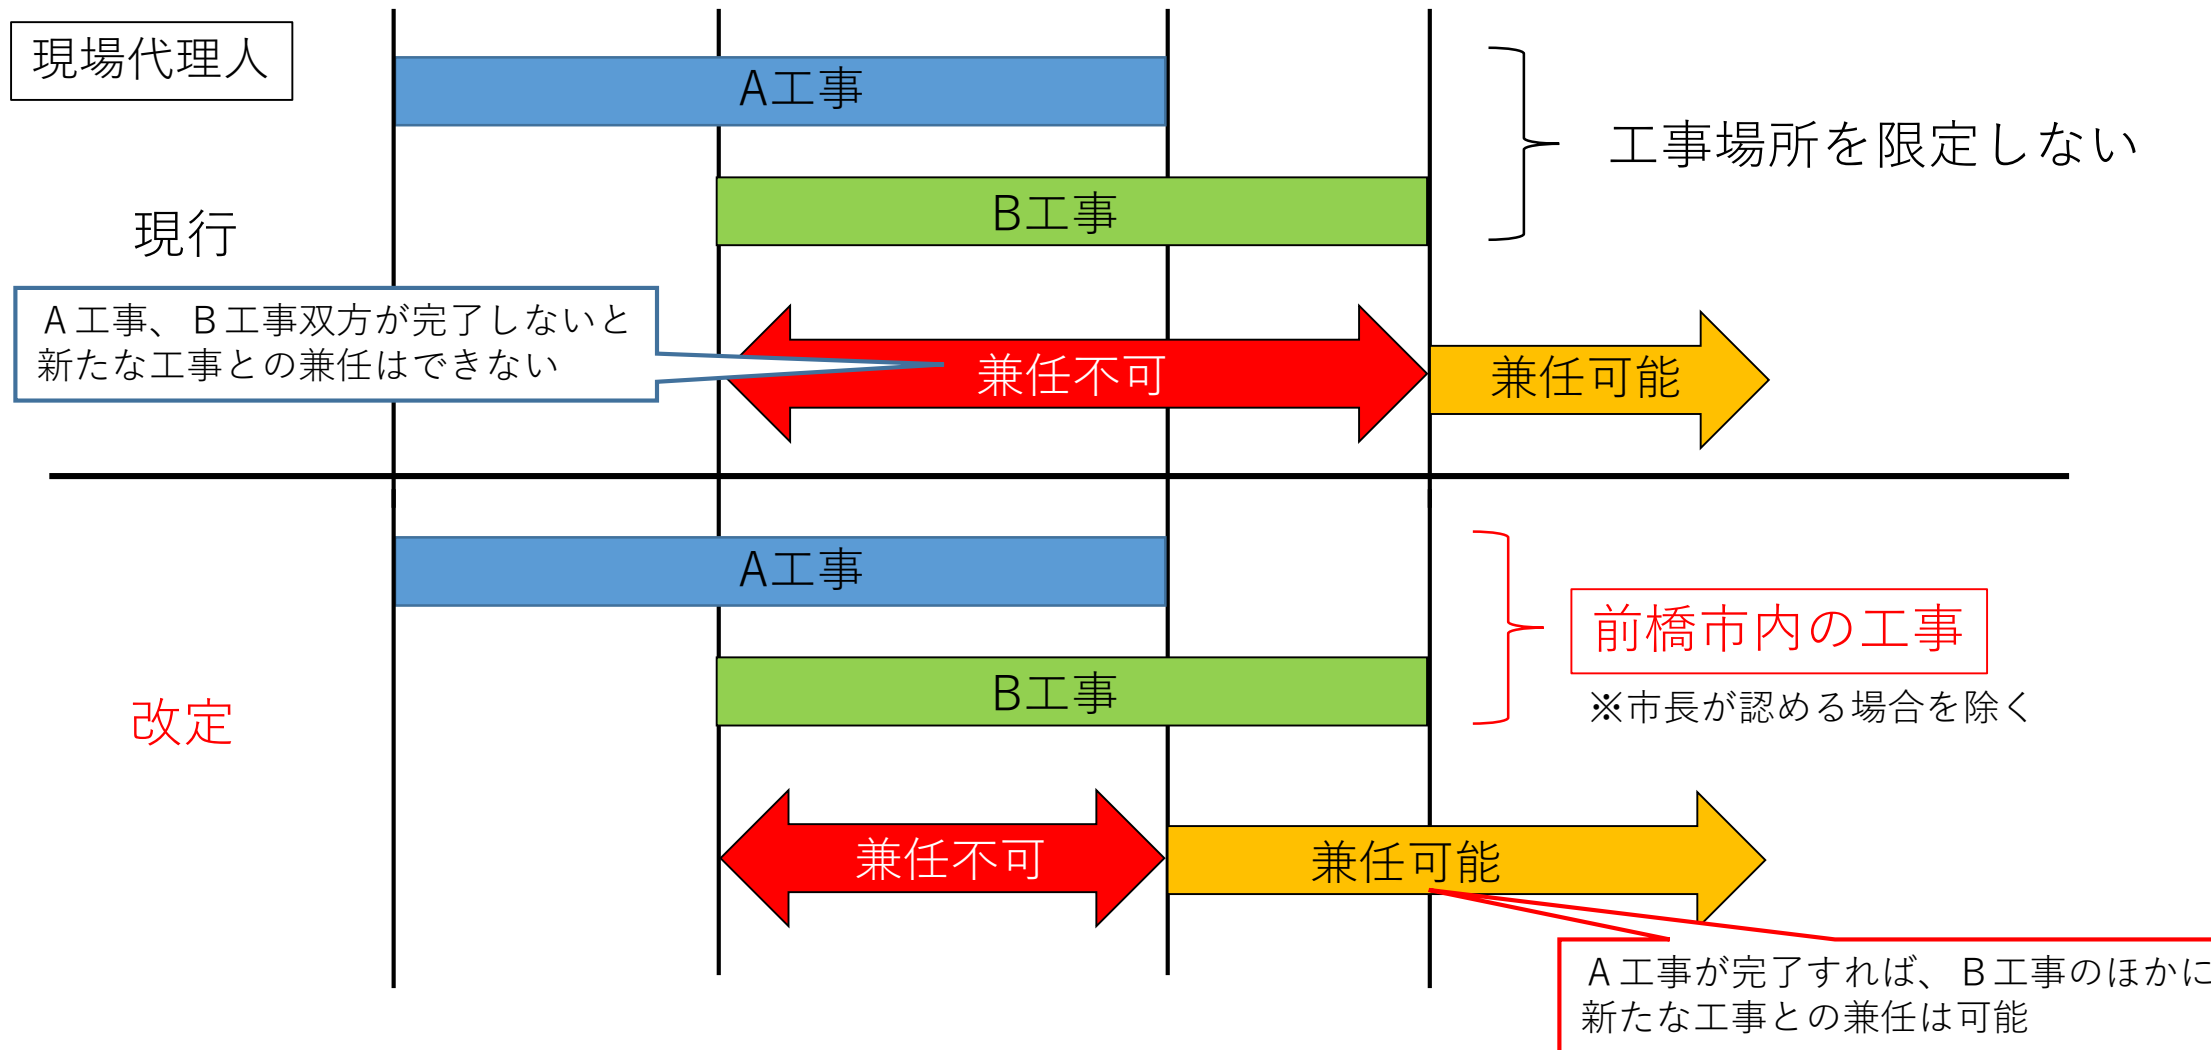 現場代理人
A工事
工事場所を限定しない
B工事
現行
A工事、B工事双方が完了しないと
新たな工事との兼任はできない
兼任不可
兼任可能
A工事
前橋市内の工事
B工事
※市長が認める場合を除く
改定
兼任不可
兼任可能
A工事が完了すれば、B工事のほかに
新たな工事との兼任は可能